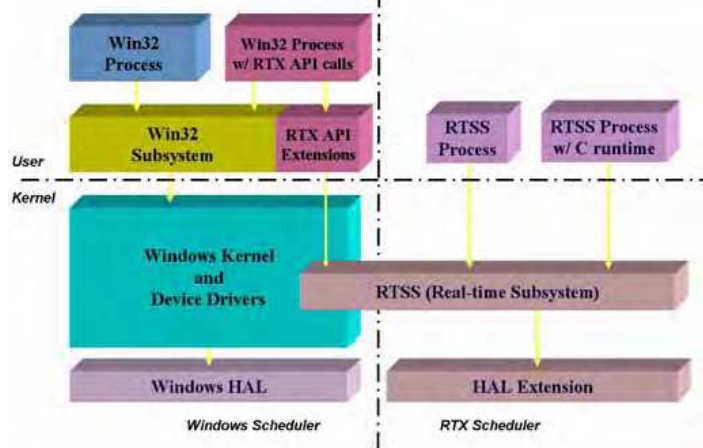 Win32
Process
Win32 Process
w/ RTX API calls
Win32
Subsystem
RTX API
Extensions
RTSS
Process
RTSS Process
w/ C runtime
User
Kernel
Windows Kernel
and
Device Drivers
RTSS (Real-time Subsystem)
Windows HAL
HAL Extension
Windows Scheduler
RTX Scheduler